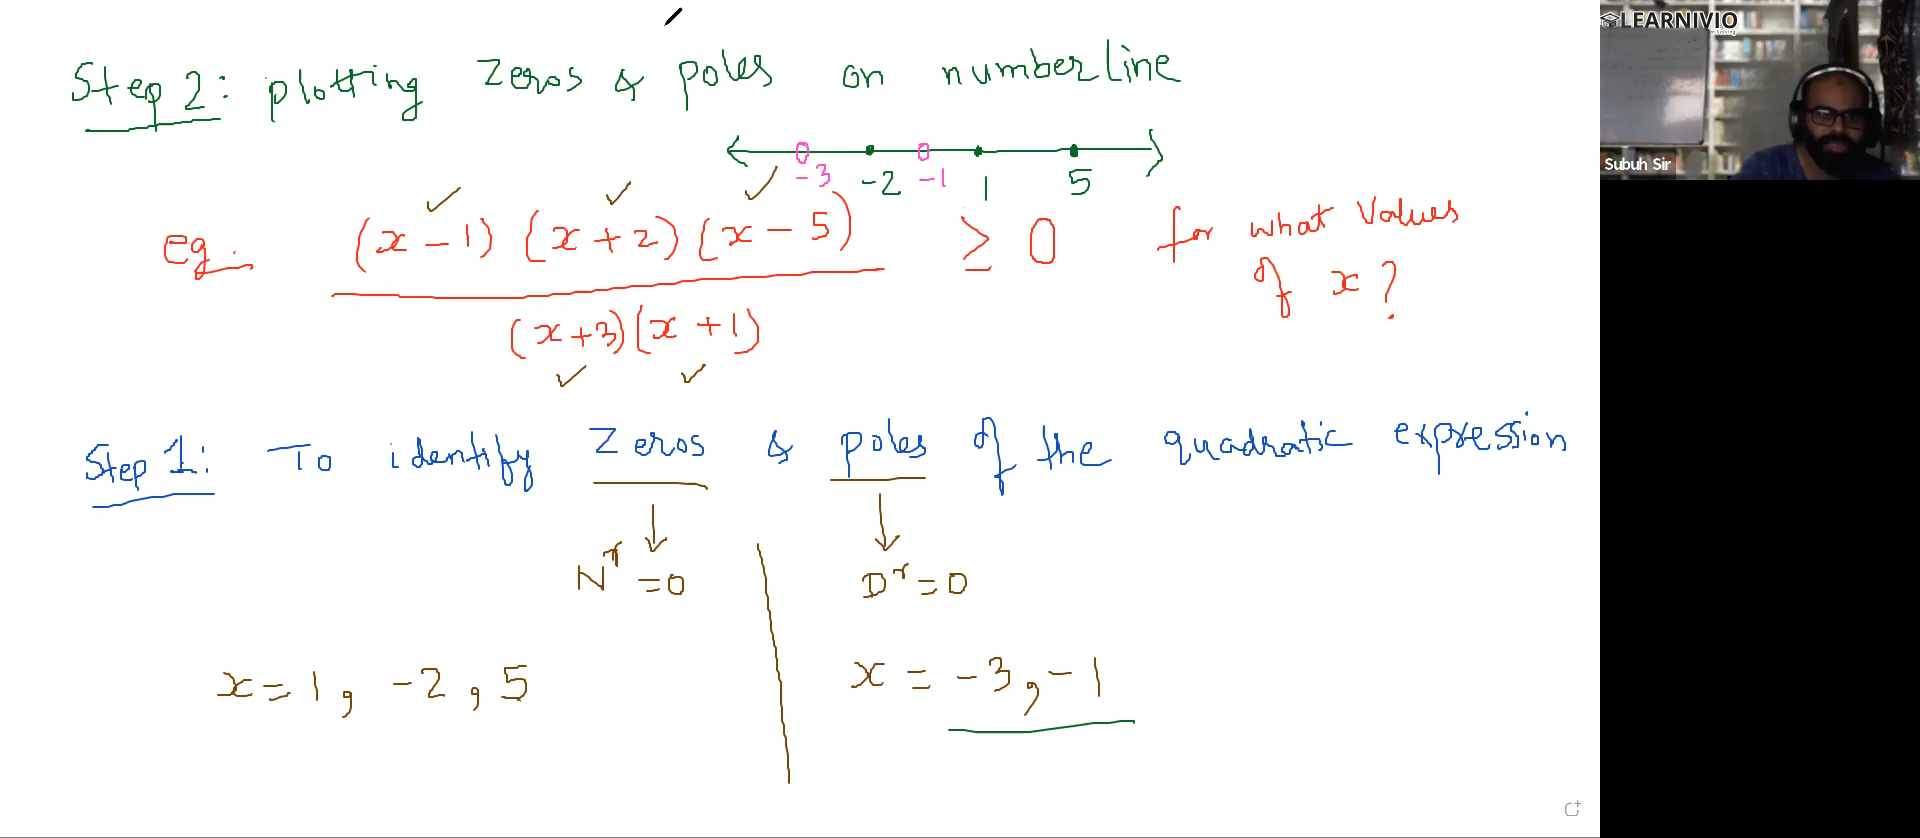 Step 2: plotting zeros & poles on numberline
-3 -2 -1 1 5
eg. (x - 1) (x + 2) (x - 5) ≥ 0 for what values
of x?
(x + 3) (x + 1)
Step 1: To identify zeros & poles of the quadratic expression
Nr = 0
Dr = 0
x = 1, -2, 5
x = -3, -1
LEARNIVIO
Subuh Sir